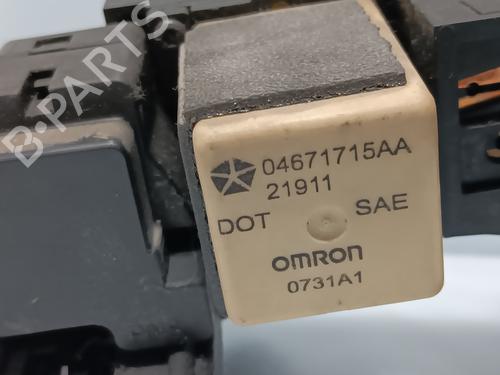 B-PARTS
04671715AA
21911
DOT SAE
OMRON
0731A1